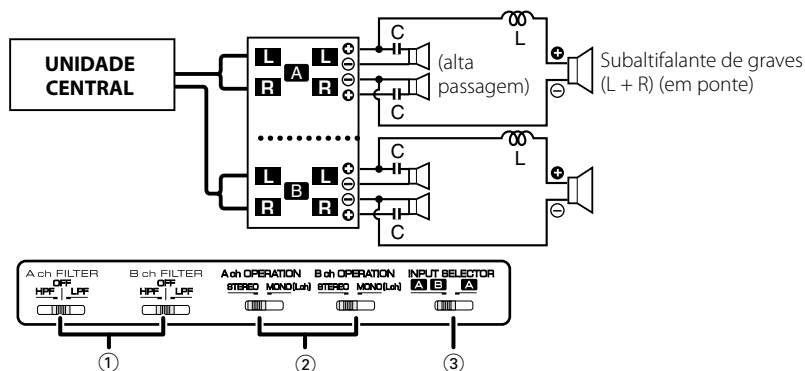 UNIDADE
CENTRAL
L
R
A
L
R
⊕
⊖
⊖
⊕
C
C
(alta
passagem)
L
⊕
⊖
Subaltifalante de graves
(L + R) (em ponte)
L
R
B
L
R
⊕
⊖
⊖
⊕
C
C
L
⊕
⊖
A ch FILTER
OFF
HPF LPF
B ch FILTER
OFF
HPF LPF
A ch OPERATION
STEREO MONO(Lch)
B ch OPERATION
STEREO MONO(Lch)
INPUT SELECTOR
A B A
①
②
③